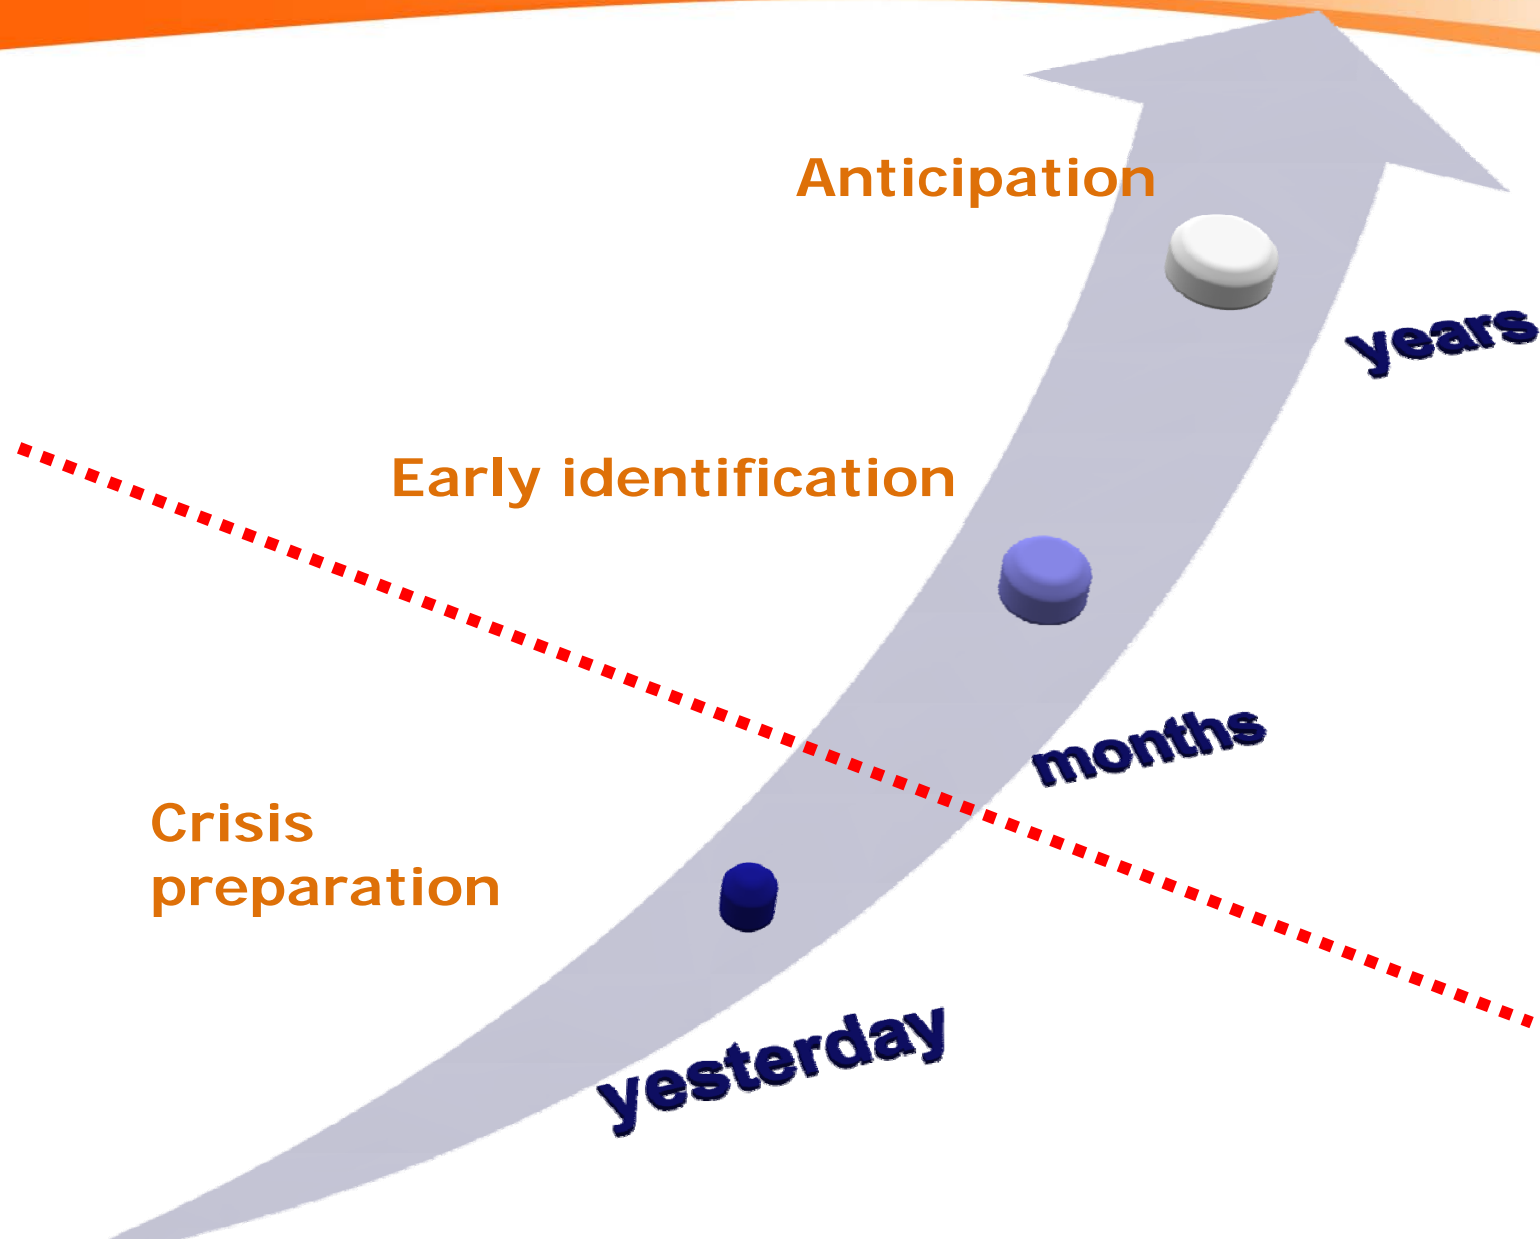 Anticipation
years
Early identification
months
Crisis
preparation
yesterday